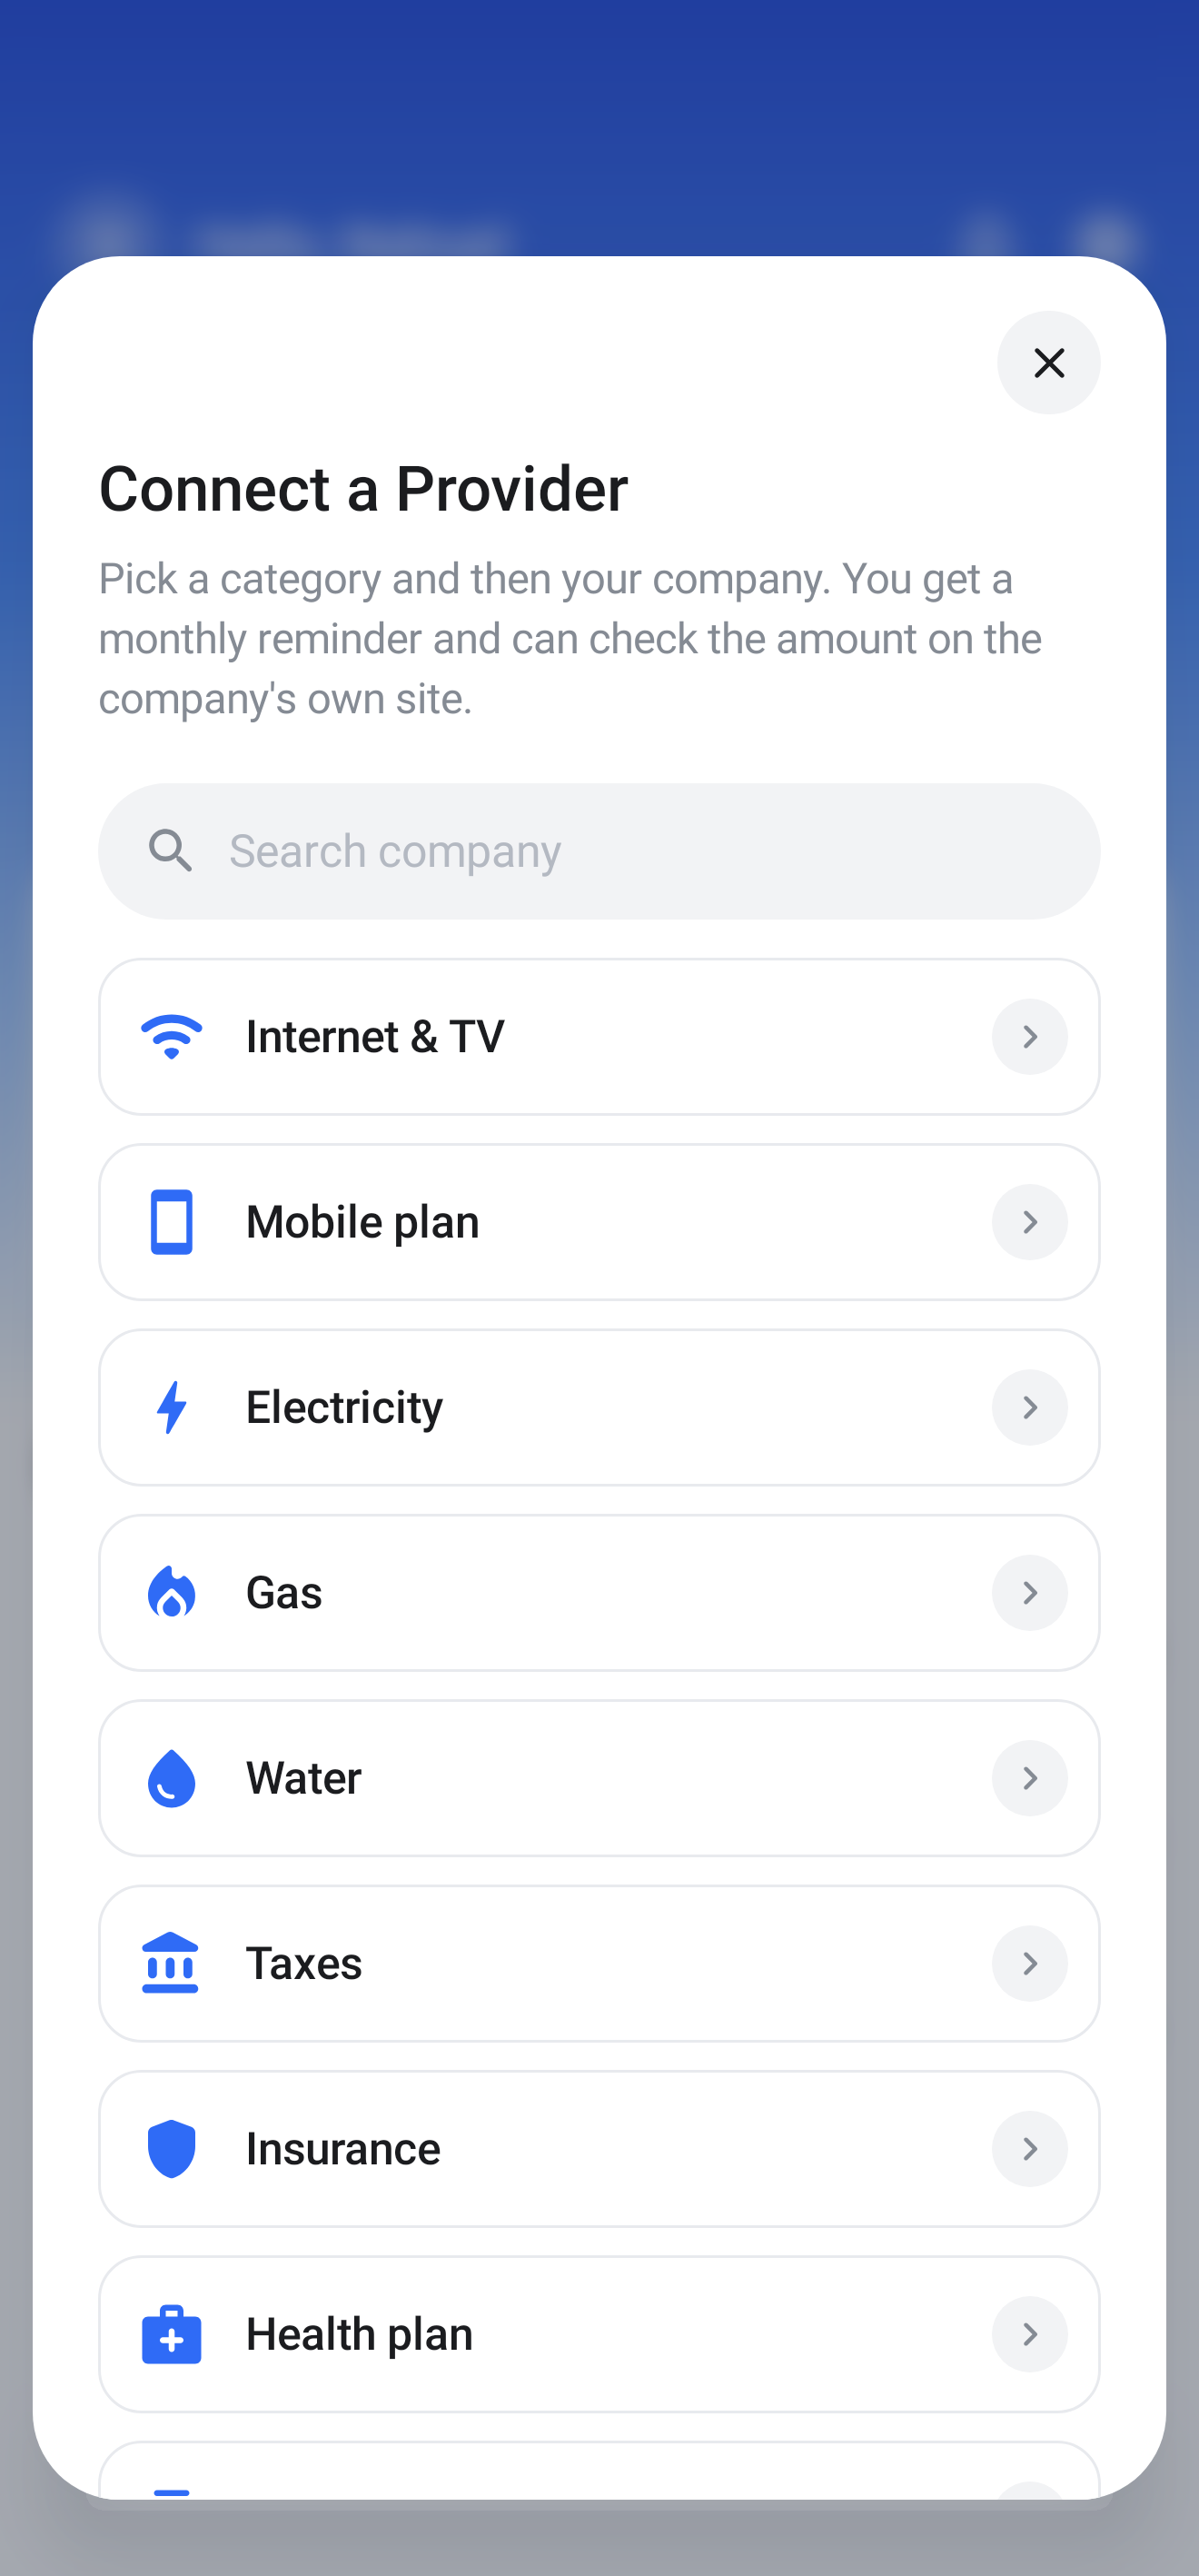 Connect a Provider
Pick a category and then your company. You get a
monthly reminder and can check the amount on the
company's own site.
Search company
Internet & TV
Mobile plan
Electricity
Gas
Water
Taxes
Insurance
Health plan